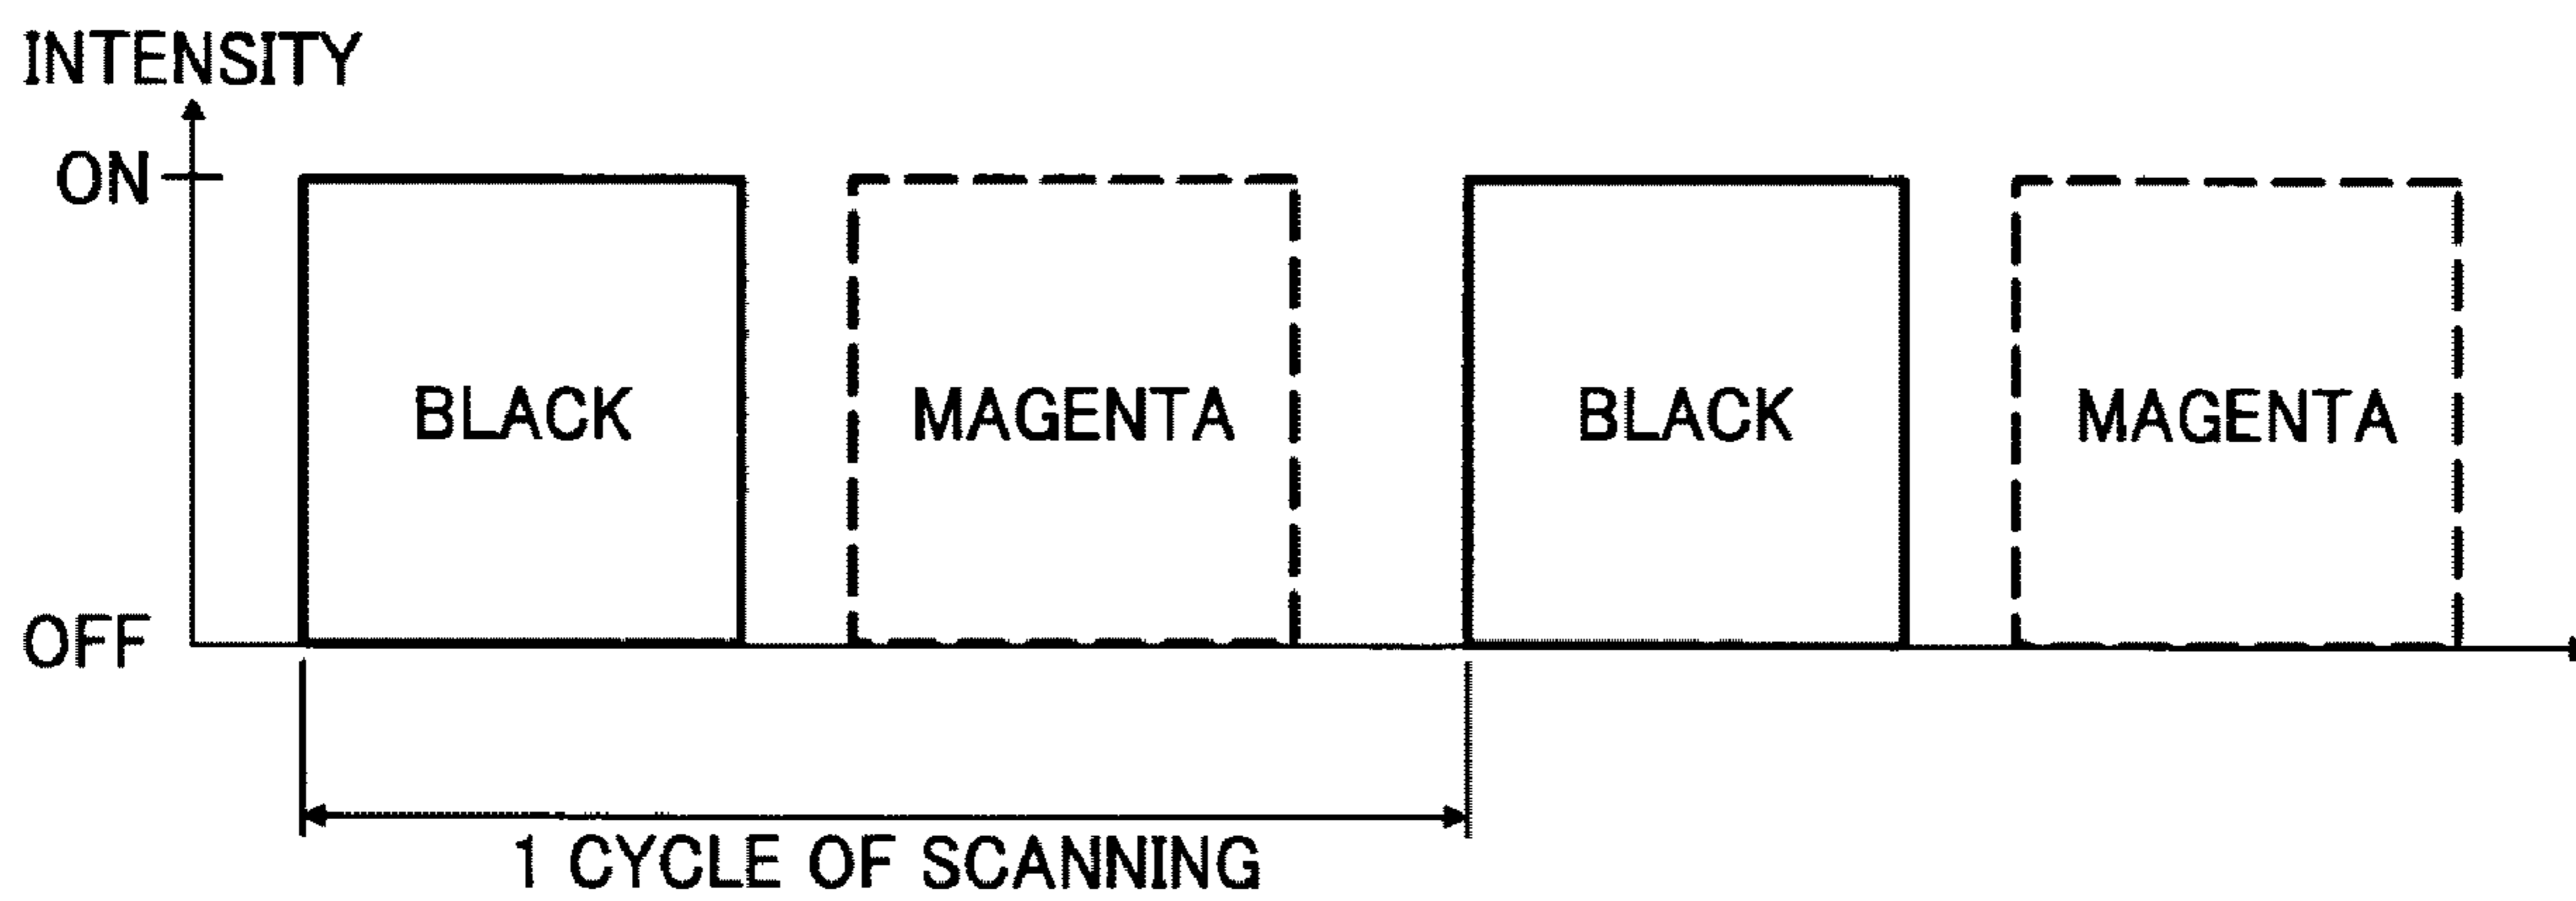 INTENSITY
ON
BLACK
MAGENTA
BLACK
MAGENTA
OFF
1 CYCLE OF SCANNING